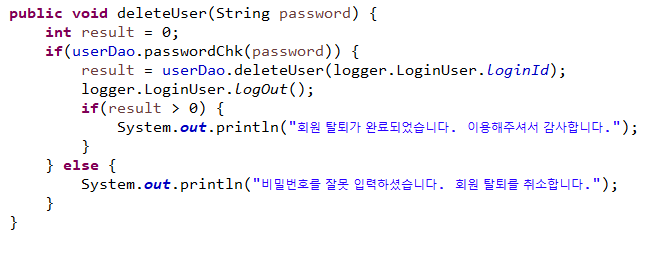 public void deleteUser(String password) {
    int result = 0;
    if(userDao.passwordChk(password)) {
        result = userDao.deleteUser(logger.LoginUser.loginId);
        logger.LoginUser.logOut();
        if(result > 0) {
            System.out.println("회원 탈퇴가 완료되었습니다. 이용해주셔서 감사합니다.");
        }
    } else {
        System.out.println("비밀번호를 잘못 입력하셨습니다. 회원 탈퇴를 취소합니다.");
    }
}